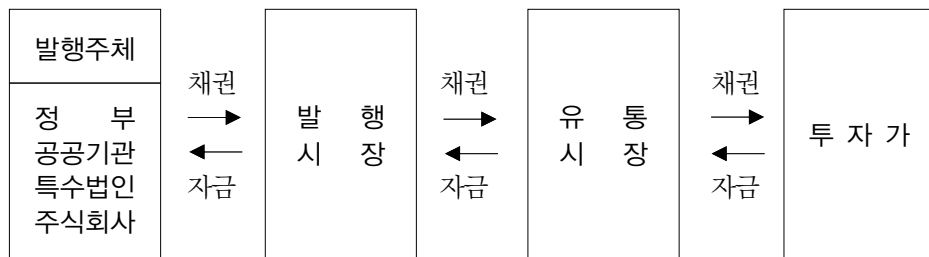 발행주체
정 부
공공기관
특수법인
주식회사
채권
자금
발 행
시 장
채권
자금
유 통
시 장
채권
자금
투 자 가